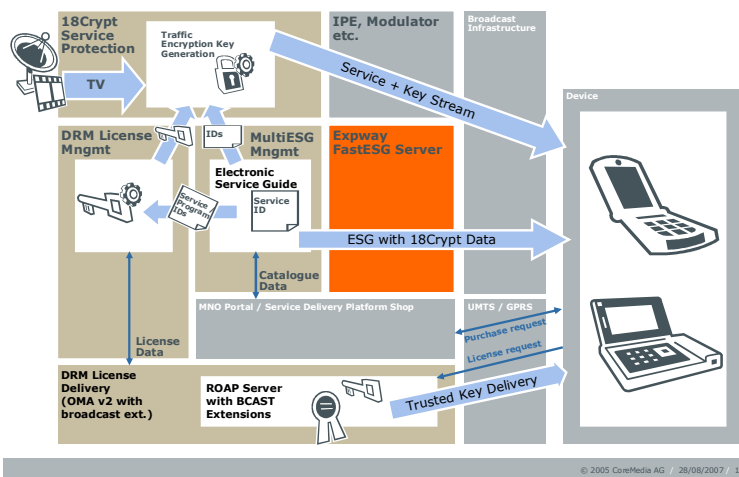 18Crypt
Service
Protection
Traffic
Encryption Key
Generation
TV
IPE, Modulator
etc.
Broadcast
Infrastructure
Service + Key Stream
Device
DRM License
Mngmt
IDs
MultiESG
Mngmt
Expway
FastESG Server
Electronic
Service Guide
Service
Program
IDs
Service
ID
ESG with 18Crypt Data
Catalogue
Data
MNO Portal / Service Delivery Platform Shop
UMTS / GPRS
Purchase request
License request
License
Data
DRM License
Delivery
(OMA v2 with
broadcast ext.)
ROAP Server
with BCAST
Extensions
Trusted Key Delivery
© 2005 CoreMedia AG / 28/08/2007 / 1